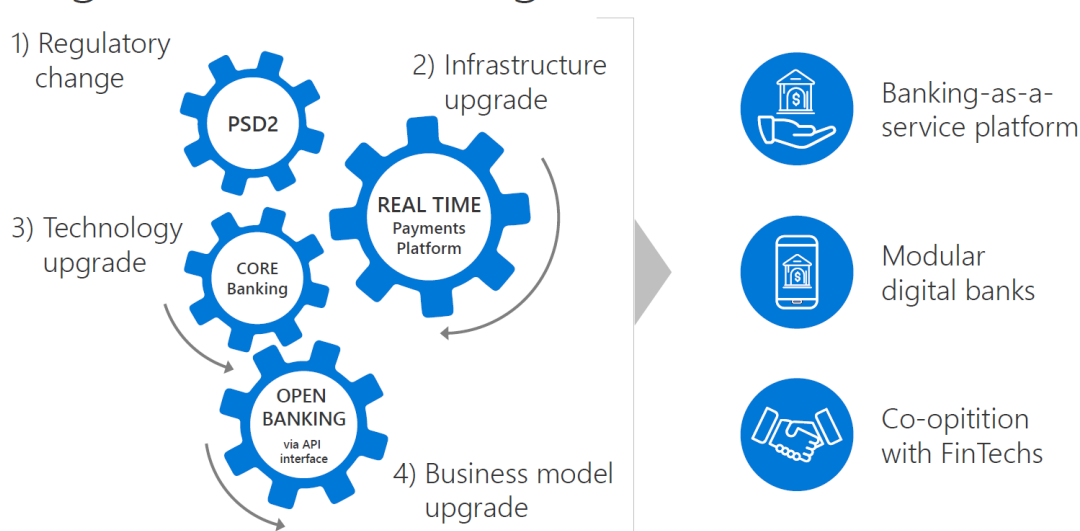 1) Regulatory
change
PSD2
2) Infrastructure
upgrade
REAL TIME
Payments
Platform
3) Technology
upgrade
CORE
Banking
OPEN
BANKING
via API
interface
4) Business model
upgrade
$
Banking-as-a-
service platform
$
Modular
digital banks
Co-opitition
with FinTechs